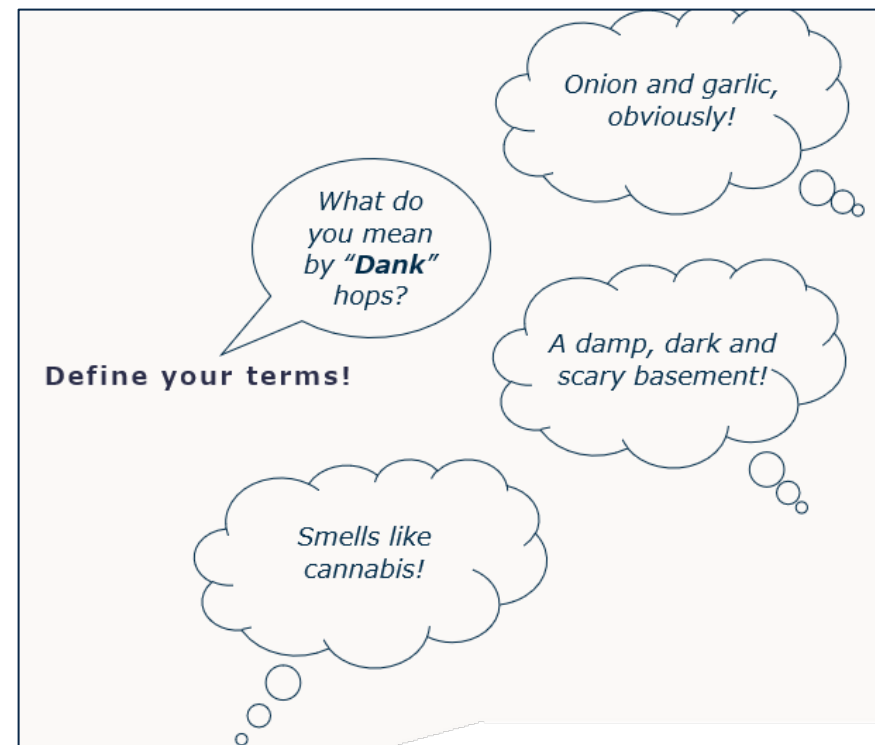 Onion and garlic,
obviously!
What do
you mean
by “Dank”
hops?
A damp, dark and
scary basement!
Define your terms!
Smells like
cannabis!